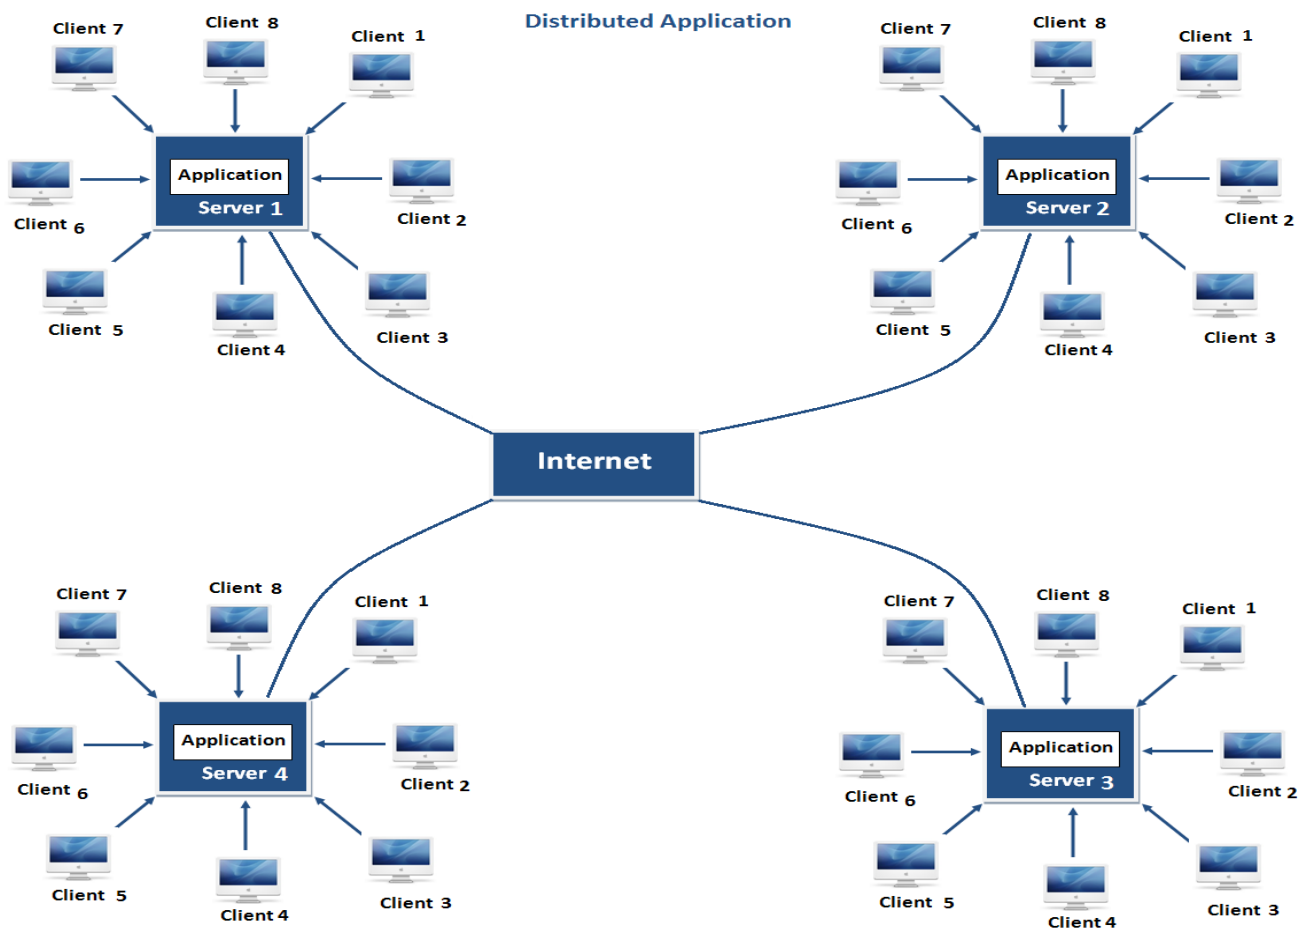 Distributed Application
Client 7
Client 8
Client 1
Client 6
Application
Server 1
Client 2
Client 5
Client 4
Client 3
Client 7
Client 8
Client 1
Client 6
Application
Server 2
Client 2
Client 5
Client 4
Client 3
Internet
Client 7
Client 8
Client 1
Client 6
Application
Server 4
Client 2
Client 5
Client 4
Client 3
Client 7
Client 8
Client 1
Client 6
Application
Server 3
Client 2
Client 5
Client 4
Client 3